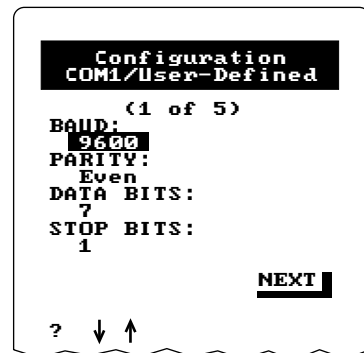 Configuration
COM1/User-Defined
(1 of 5)
BAUD:
9600
PARITY:
Even
DATA BITS:
7
STOP BITS:
1
NEXT
? ↓ ↑